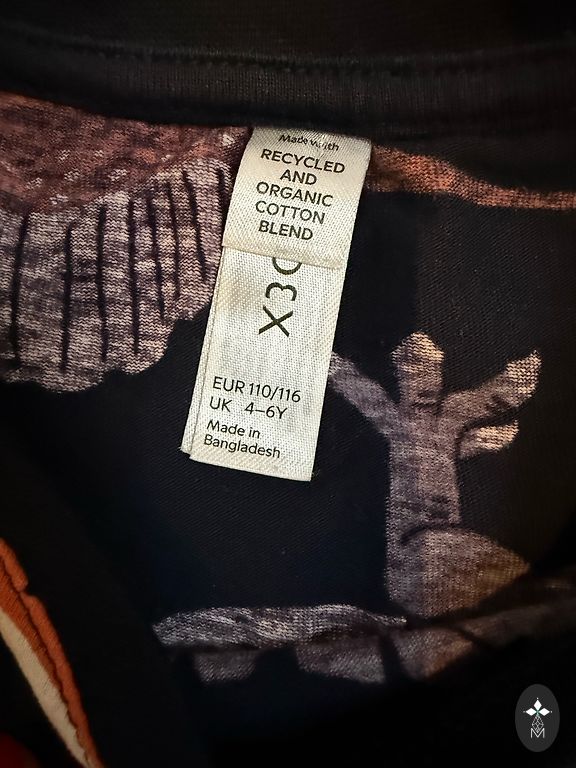 Made with
RECYCLED
AND
ORGANIC
COTTON
BLEND
EUR 110/116
UK 4–6Y
Made in
Bangladesh